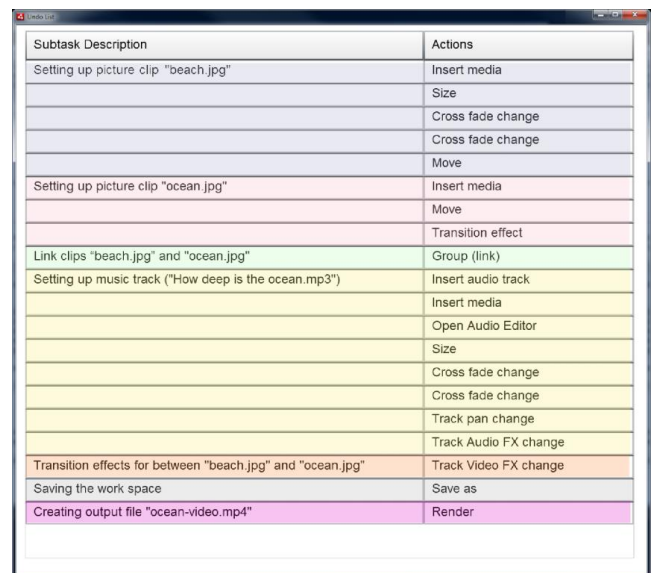 Undo List
Subtask Description Actions
Setting up picture clip "beach.jpg" Insert media
Size
Cross fade change
Cross fade change
Move
Setting up picture clip "ocean.jpg" Insert media
Move
Transition effect
Link clips “beach.jpg” and "ocean.jpg" Group (link)
Setting up music track ("How deep is the ocean.mp3") Insert audio track
Insert media
Open Audio Editor
Size
Cross fade change
Cross fade change
Track pan change
Track Audio FX change
Transition effects for between "beach.jpg" and "ocean.jpg" Track Video FX change
Saving the work space Save as
Creating output file "ocean-video.mp4" Render